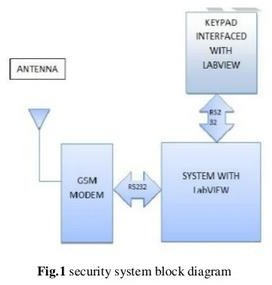 KEYPAD
INTERFACED
WITH
LABVIEW
ANTENNA
RS2
32
GSM
MODEM
RS232
SYSTEM WITH
LabVIEW
Fig.1 security system block diagram